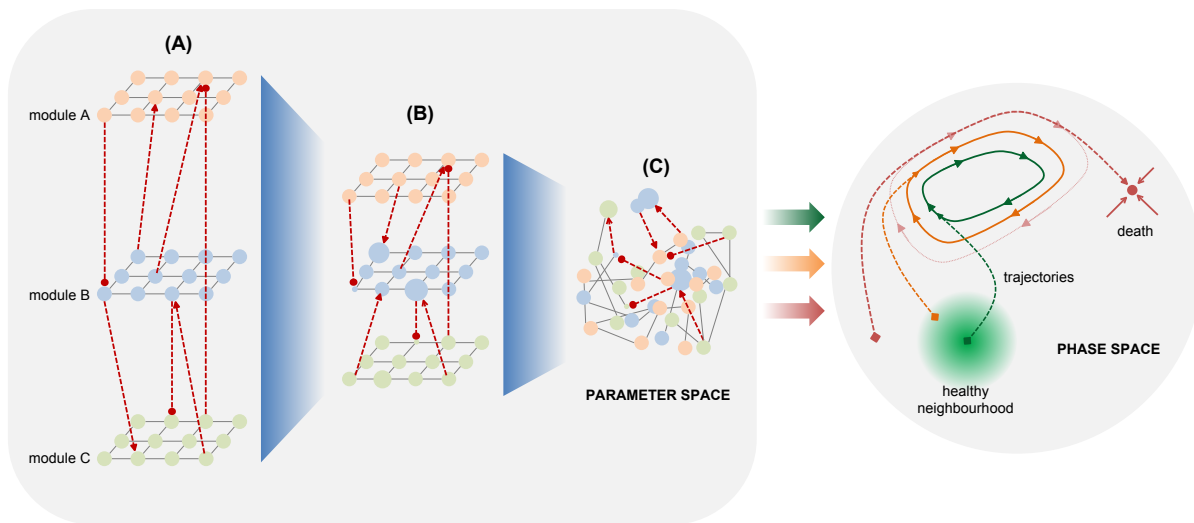 (A)
module A
module B
module C
(B)
(C)
PARAMETER SPACE
death
trajectories
PHASE SPACE
healthy
neighbourhood